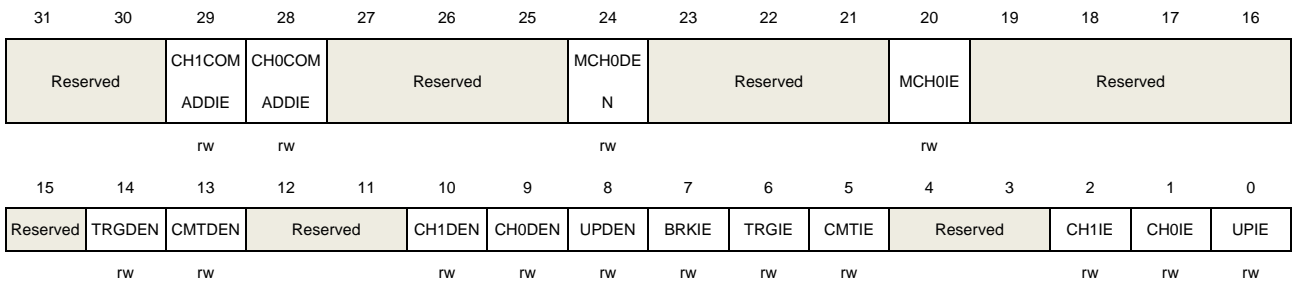 31 30 29 28 27 26 25 24 23 22 21 20 19 18 17 16
Reserved CH1COM ADDIE CH0COM ADDIE Reserved MCH0DE N Reserved MCH0IE Reserved
rw rw rw rw
15 14 13 12 11 10 9 8 7 6 5 4 3 2 1 0
Reserved TRGDEN CMTDEN Reserved CH1DEN CH0DEN UPDEN BRKIE TRGIE CMTIE Reserved CH1IE CH0IE UPIE
rw rw rw rw rw rw rw rw rw rw rw